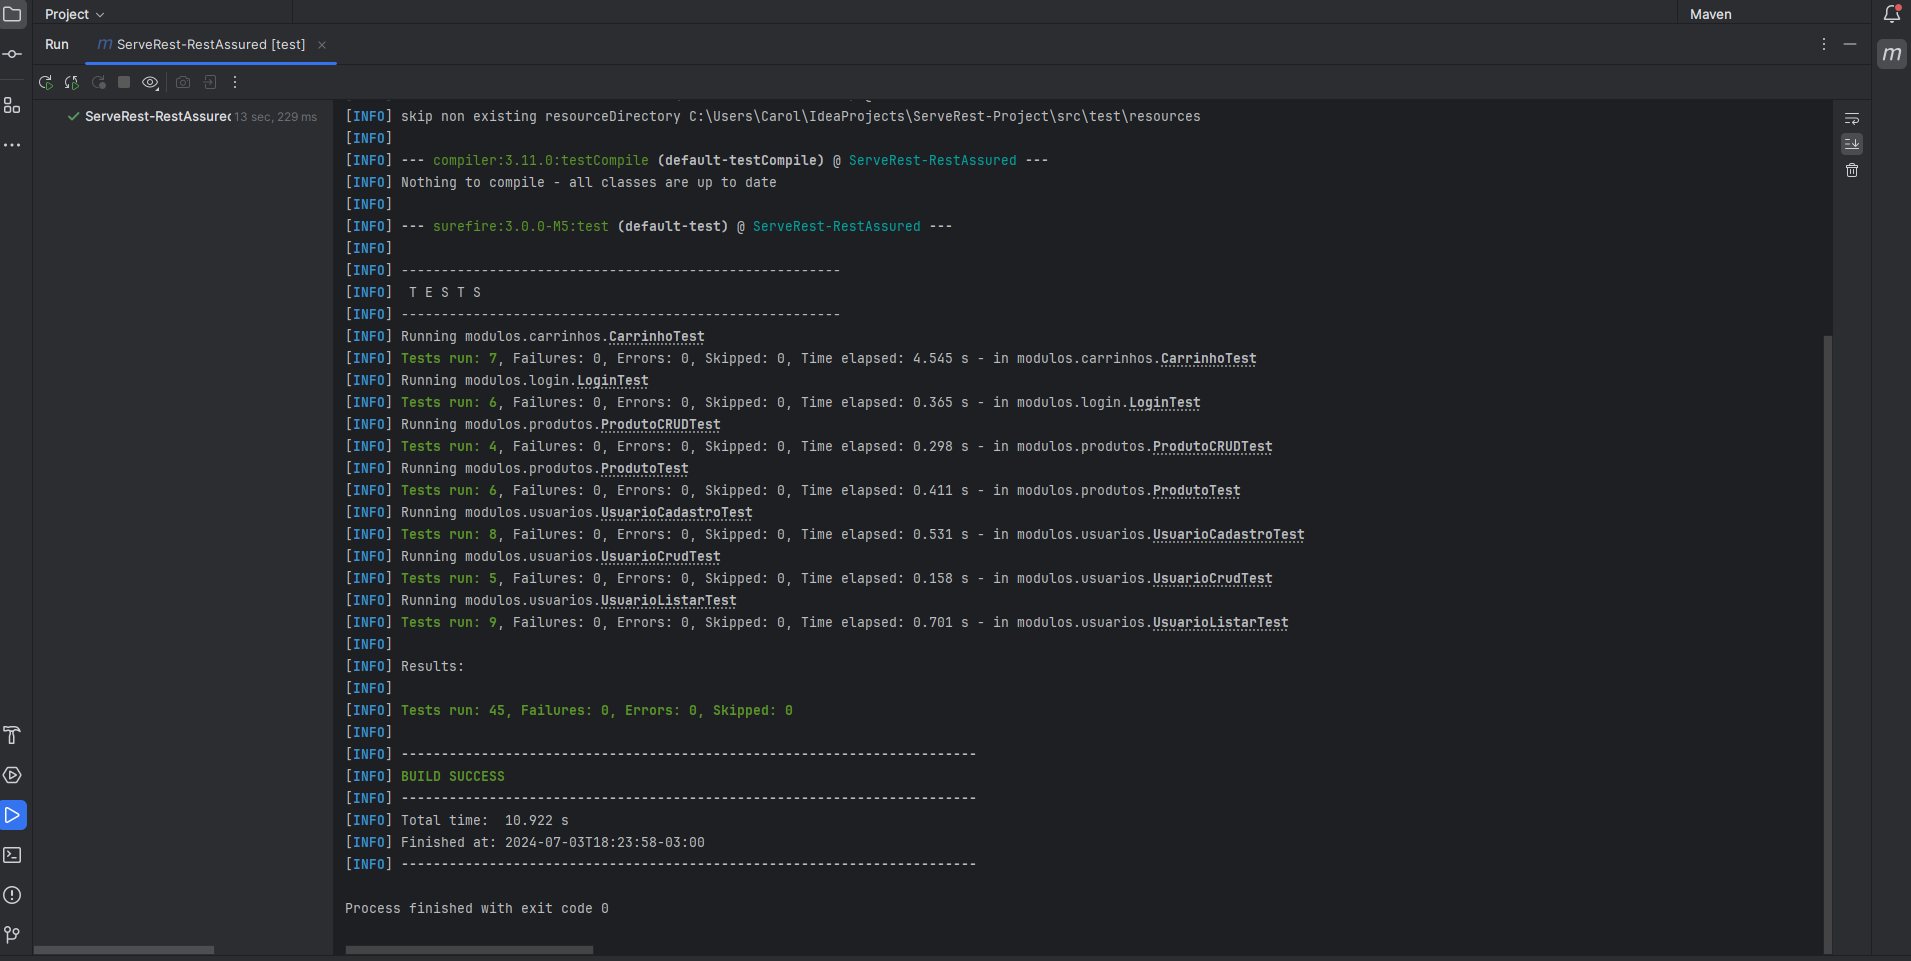 Project
Maven
Run
m ServeRest-RestAssured [test] ×
m
ServeRest-RestAssured 13 sec, 229 ms
[INFO] skip non existing resourceDirectory C:\Users\Carol\IdeaProjects\ServeRest-Project\src\test\resources
[INFO]
[INFO] --- compiler:3.11.0:testCompile (default-testCompile) @ ServeRest-RestAssured ---
[INFO] Nothing to compile - all classes are up to date
[INFO]
[INFO] --- surefire:3.0.0-M5:test (default-test) @ ServeRest-RestAssured ---
[INFO]
[INFO] -------------------------------------------------------
[INFO]  T E S T S
[INFO] -------------------------------------------------------
[INFO] Running modulos.carrinhos.CarrinhoTest
[INFO] Tests run: 7, Failures: 0, Errors: 0, Skipped: 0, Time elapsed: 4.545 s - in modulos.carrinhos.CarrinhoTest
[INFO] Running modulos.login.LoginTest
[INFO] Tests run: 6, Failures: 0, Errors: 0, Skipped: 0, Time elapsed: 0.365 s - in modulos.login.LoginTest
[INFO] Running modulos.produtos.ProdutoCRUDTest
[INFO] Tests run: 4, Failures: 0, Errors: 0, Skipped: 0, Time elapsed: 0.298 s - in modulos.produtos.ProdutoCRUDTest
[INFO] Running modulos.produtos.ProdutoTest
[INFO] Tests run: 6, Failures: 0, Errors: 0, Skipped: 0, Time elapsed: 0.411 s - in modulos.produtos.ProdutoTest
[INFO] Running modulos.usuarios.UsuarioCadastroTest
[INFO] Tests run: 8, Failures: 0, Errors: 0, Skipped: 0, Time elapsed: 0.531 s - in modulos.usuarios.UsuarioCadastroTest
[INFO] Running modulos.usuarios.UsuarioCrudTest
[INFO] Tests run: 5, Failures: 0, Errors: 0, Skipped: 0, Time elapsed: 0.158 s - in modulos.usuarios.UsuarioCrudTest
[INFO] Running modulos.usuarios.UsuarioListarTest
[INFO] Tests run: 9, Failures: 0, Errors: 0, Skipped: 0, Time elapsed: 0.701 s - in modulos.usuarios.UsuarioListarTest
[INFO]
[INFO] Results:
[INFO]
[INFO] Tests run: 45, Failures: 0, Errors: 0, Skipped: 0
[INFO]
[INFO] ------------------------------------------------------------------------
[INFO] BUILD SUCCESS
[INFO] ------------------------------------------------------------------------
[INFO] Total time:  10.922 s
[INFO] Finished at: 2024-07-03T18:23:58-03:00
[INFO] ------------------------------------------------------------------------
Process finished with exit code 0